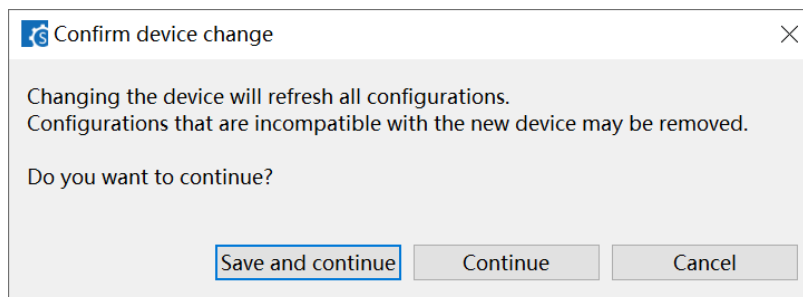 Confirm device change
Changing the device will refresh all configurations.
Configurations that are incompatible with the new device may be removed.
Do you want to continue?
Save and continue
Continue
Cancel